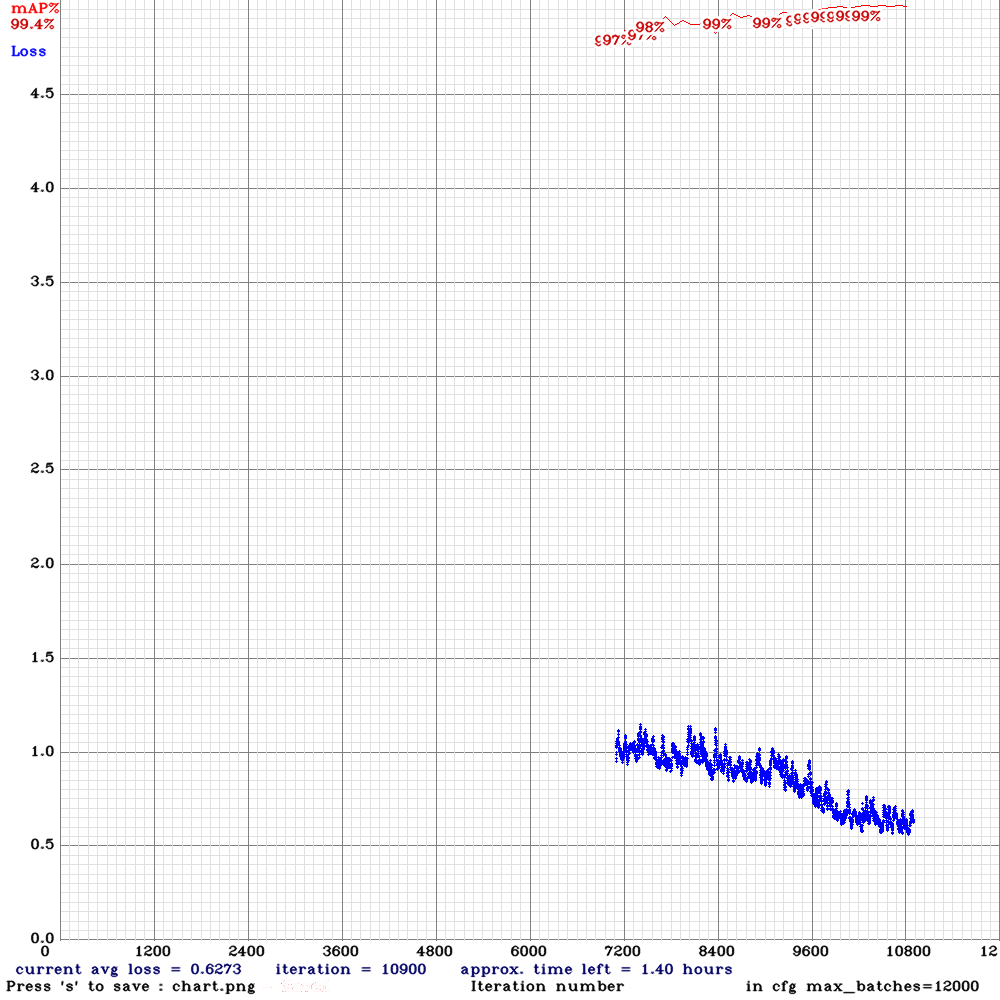 mAP%
99.4%
Loss
97% 98% 99% 99% 99%
4.5
4.0
3.5
3.0
2.5
2.0
1.5
1.0
0.5
0.0
0 1200 2400 3600 4800 6000 7200 8400 9600 10800 12
current avg loss = 0.6273 iteration = 10900 approx. time left = 1.40 hours
Press 's' to save : chart.png Iteration number in cfg max_batches=12000